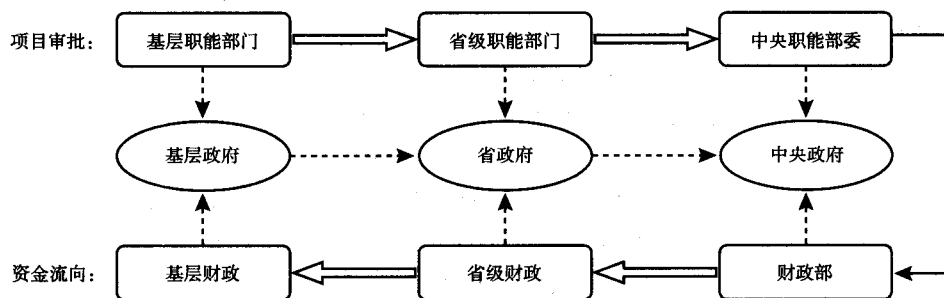 项目审批： 基层职能部门 省级职能部门 中央职能部委
基层政府 省政府 中央政府
资金流向： 基层财政 省级财政 财政部